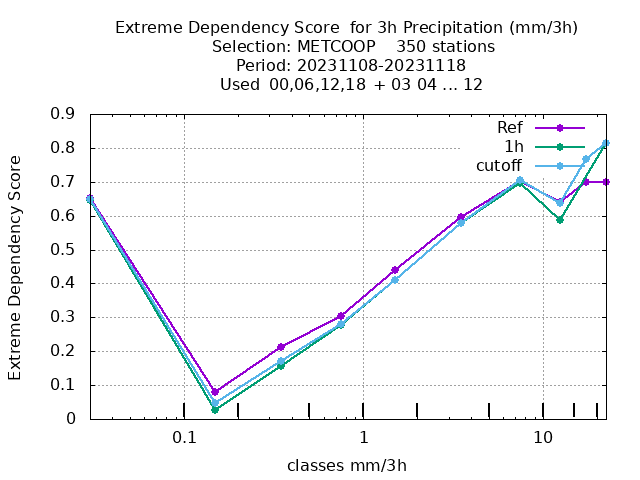 Extreme Dependency Score  for 3h Precipitation (mm/3h)
Selection: METCOOP    350 stations
Period: 20231108-20231118
Used  00,06,12,18  + 03 04 ... 12
Extreme Dependency Score
0.9
0.8
0.7
0.6
0.5
0.4
0.3
0.2
0.1
0
Ref
1h
cutoff
0.1
1
10
classes mm/3h